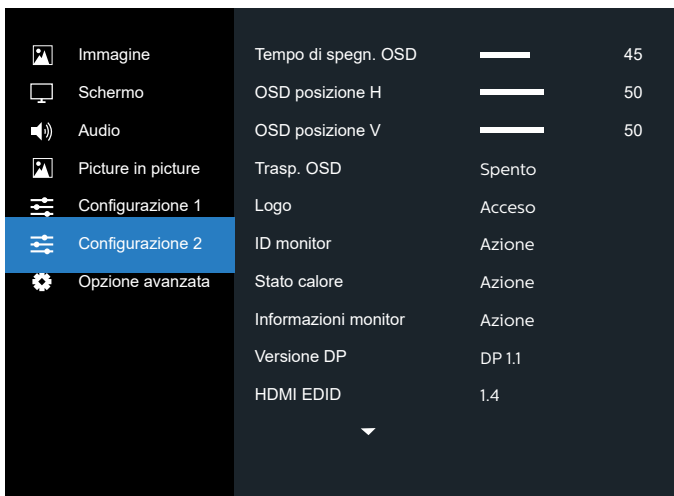 Immagine
Schermo
Audio
Picture in picture
Configurazione 1
Configurazione 2
Opzione avanzata
Tempo di spegn. OSD 45
OSD posizione H 50
OSD posizione V 50
Trasp. OSD Spento
Logo Acceso
ID monitor Azione
Stato calore Azione
Informazioni monitor Azione
Versione DP DP 1.1
HDMI EDID 1.4